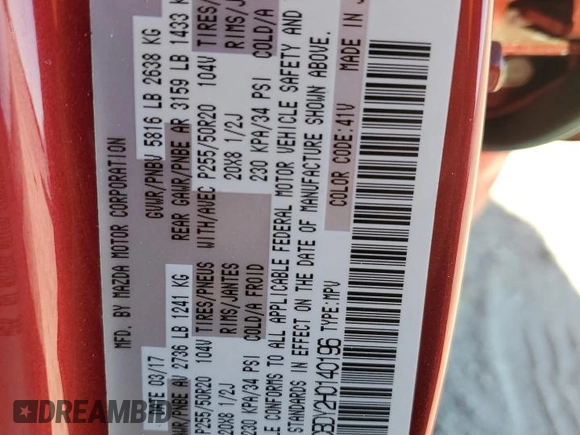 MFD. BY MAZDA MOTOR CORPORATION
DATE 03/17 GVWR/PNBV 5816 LB 2638 KG
GAWR/PNBE AV 2736 LB 1241 KG REAR GAWR/PNBE AR 3159 LB 1433 KG
P255/50R20 104V TIRES/PNEUS WITH/AVEC P255/50R20 104V TIRES/
20X8 1/2J RIMS/JANTES 20X8 1/2J RIMS/J
230 KPA/34 PSI COLD/A FROID 230 KPA/34 PSI COLD/A
CONFORMS TO ALL APPLICABLE FEDERAL MOTOR VEHICLE SAFETY AND
STANDARDS IN EFFECT ON THE DATE OF MANUFACTURE SHOWN ABOVE.
DY2H0140196 TYPE:MPV COLOR CODE:41V MADE IN J
DREAMBIDCARS